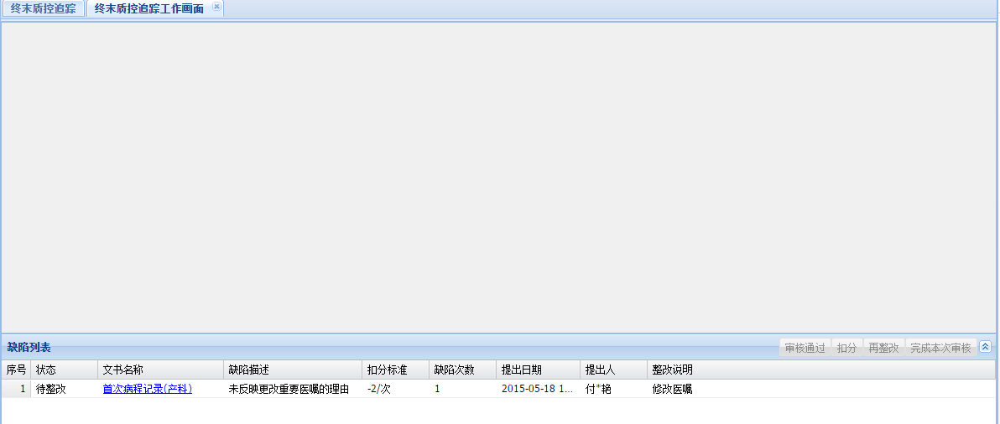 终末质控追踪 终末质控追踪工作画面
缺陷列表 审核通过 扣分 再整改 完成本次审核
序号 状态 文书名称 缺陷描述 扣分标准 缺陷次数 提出日期 提出人 整改说明
1 待整改 首次病程记录(产科) 未反映更改重要医嘱的理由 -2/次 1 2015-05-18 1... 付*艳 修改医嘱